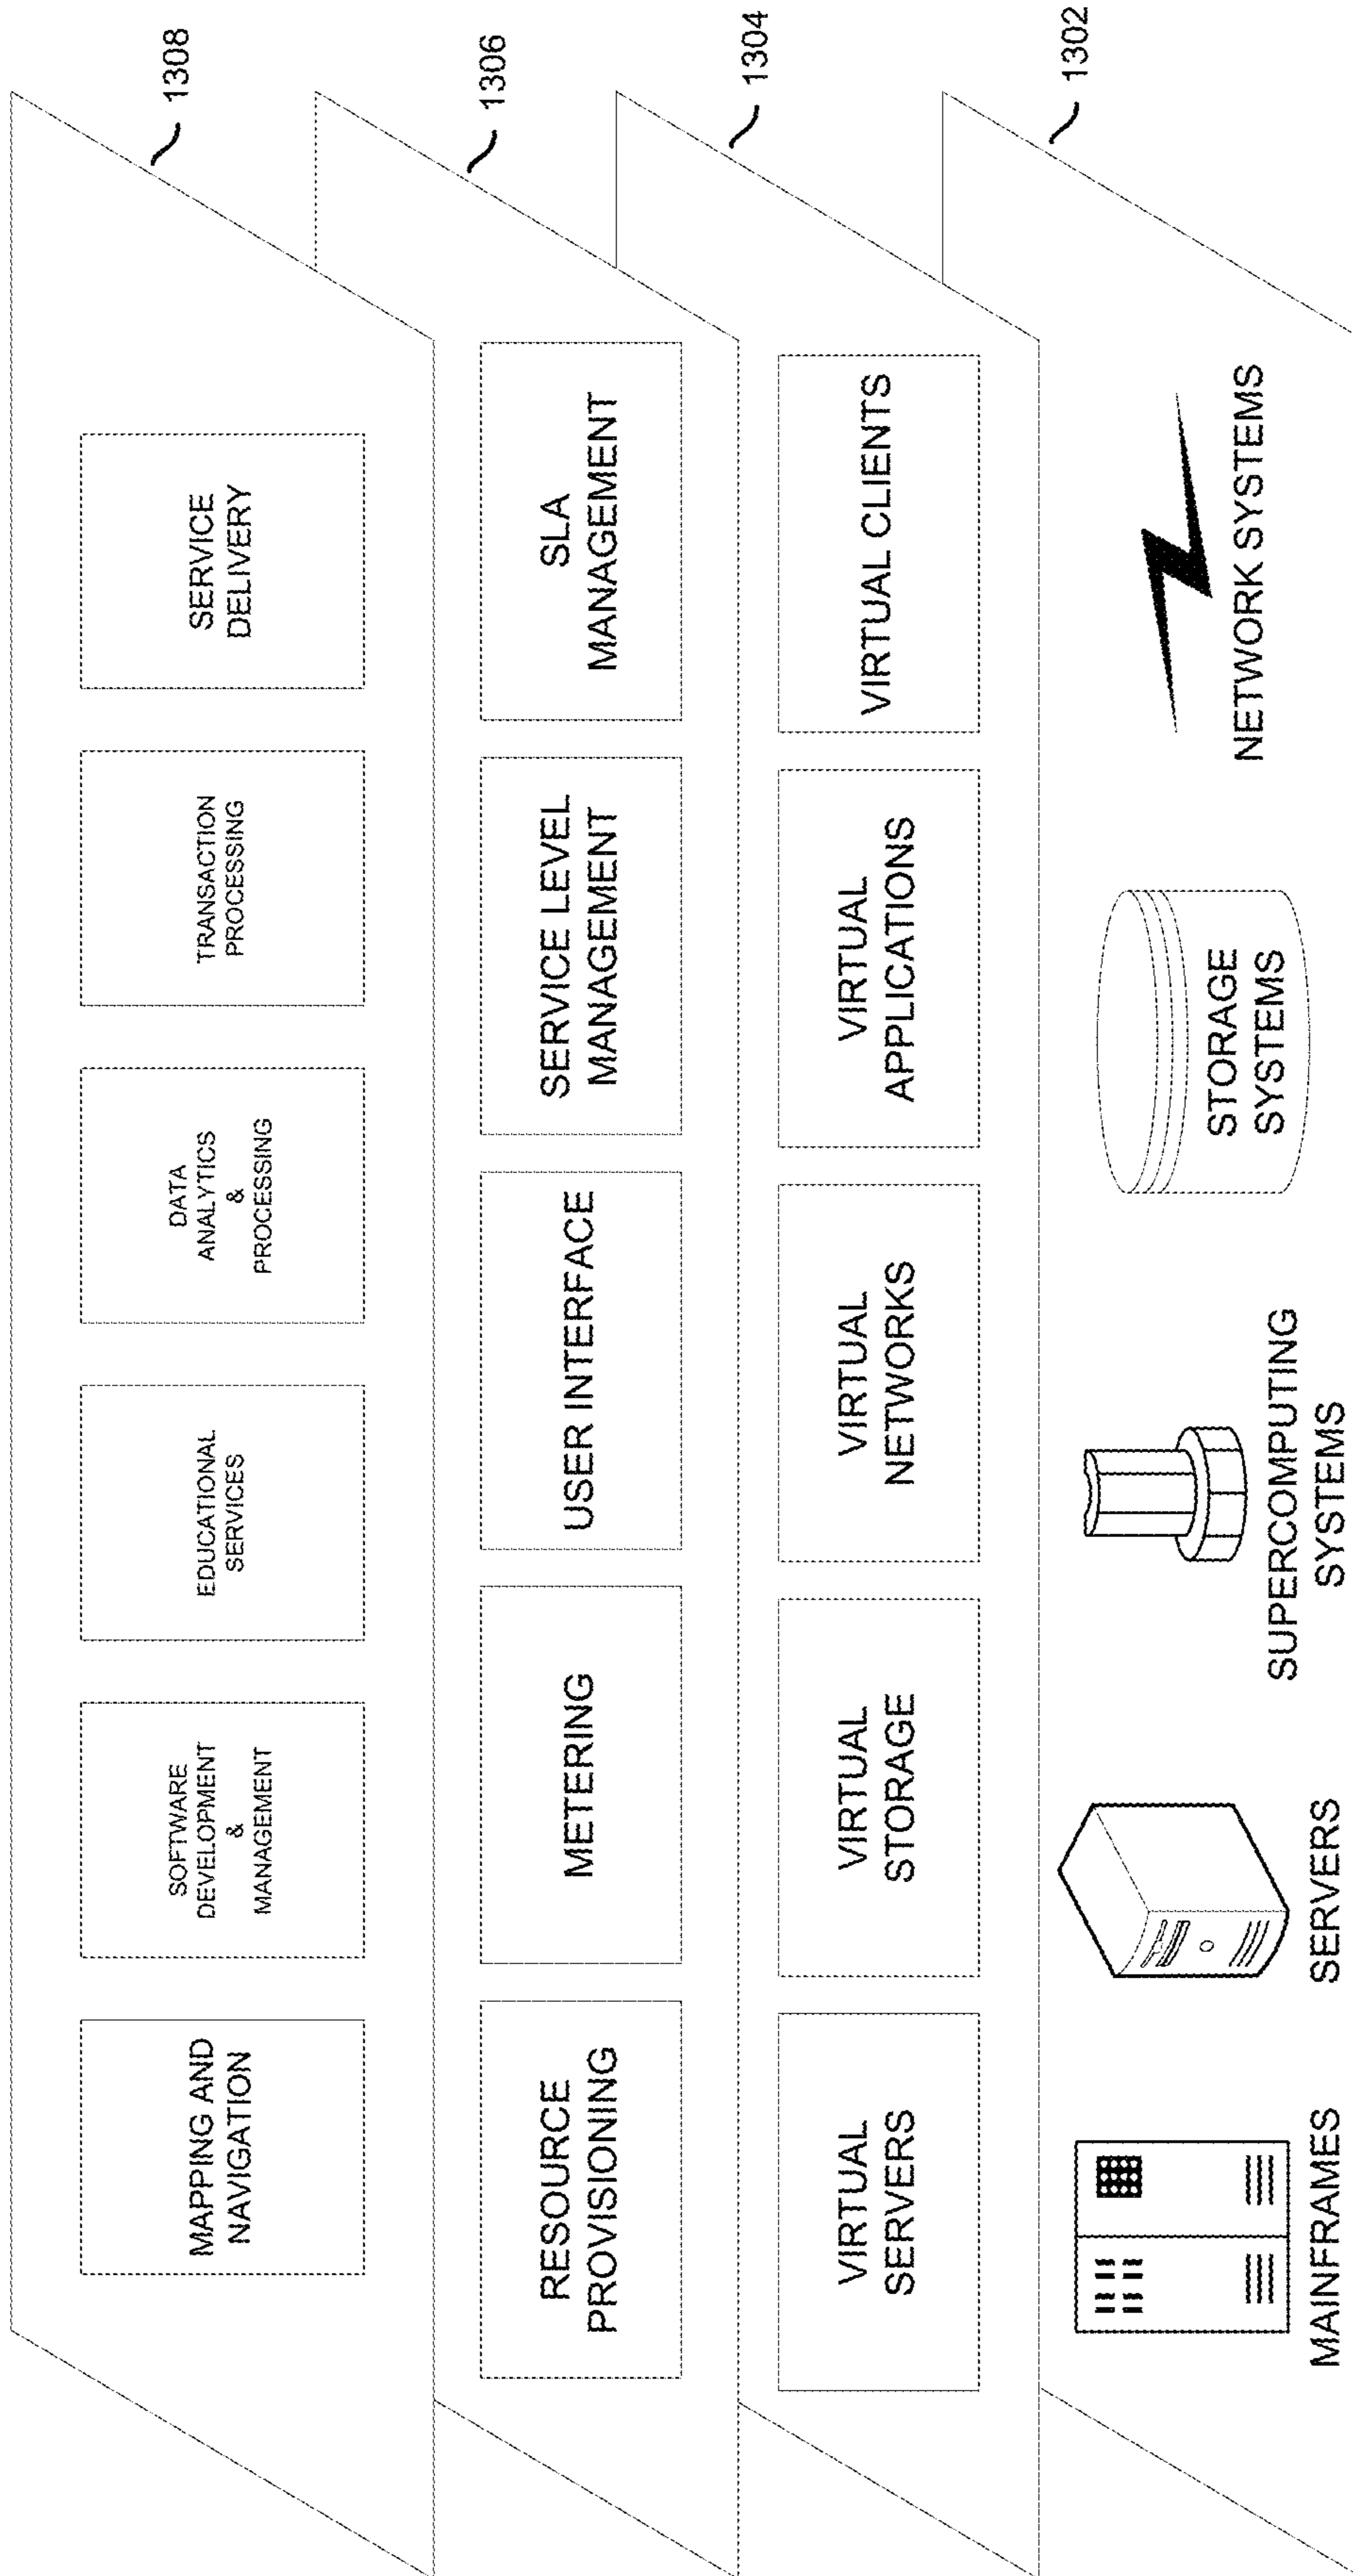 MAPPING AND
NAVIGATION
SOFTWARE
DEVELOPMENT
&
MANAGEMENT
EDUCATIONAL
SERVICES
DATA
ANALYTICS
&
PROCESSING
TRANSACTION
PROCESSING
SERVICE
DELIVERY
1308
RESOURCE
PROVISIONING
METERING
USER INTERFACE
SERVICE LEVEL
MANAGEMENT
SLA
MANAGEMENT
1306
VIRTUAL
SERVERS
VIRTUAL
STORAGE
VIRTUAL
NETWORKS
VIRTUAL
APPLICATIONS
VIRTUAL CLIENTS
1304
MAINFRAMES
SERVERS
SUPERCOMPUTING
SYSTEMS
STORAGE
SYSTEMS
NETWORK SYSTEMS
1302